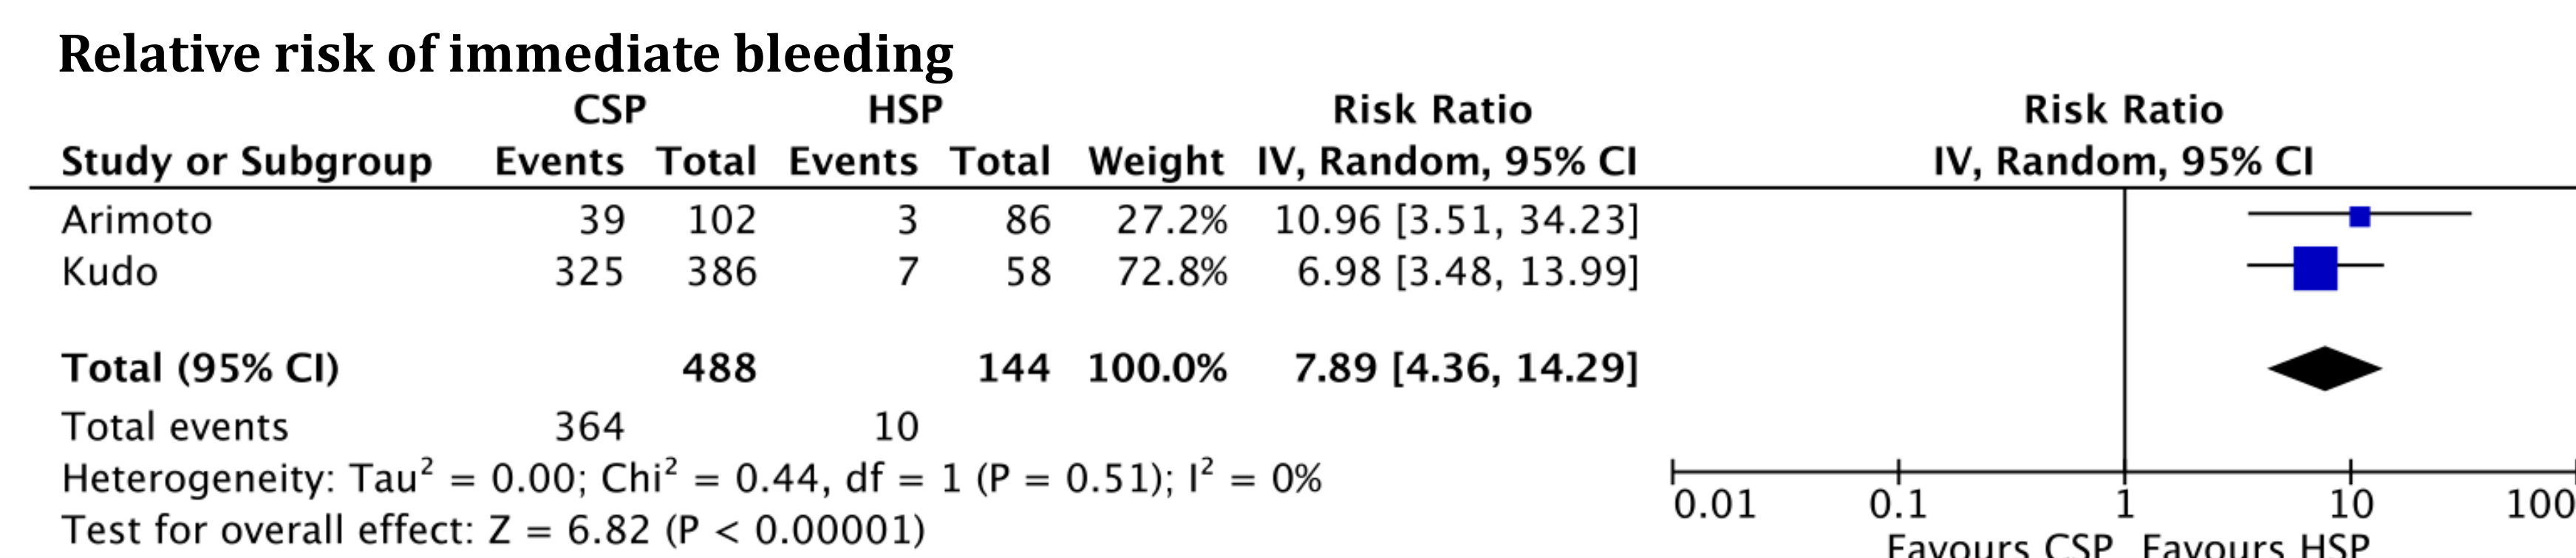 Relative risk of immediate bleeding
CSP HSP Risk Ratio Risk Ratio
Study or Subgroup Events Total Events Total Weight IV, Random, 95% CI IV, Random, 95% CI
Arimoto 39 102 3 86 27.2% 10.96 [3.51, 34.23]
Kudo 325 386 7 58 72.8% 6.98 [3.48, 13.99]
Total (95% CI) 488 144 100.0% 7.89 [4.36, 14.29]
Total events 364 10
Heterogeneity: Tau² = 0.00; Chi² = 0.44, df = 1 (P = 0.51); I² = 0%
0.01 0.1 1 10 100
Test for overall effect: Z = 6.82 (P < 0.00001)
Favours CSP Favours HSP